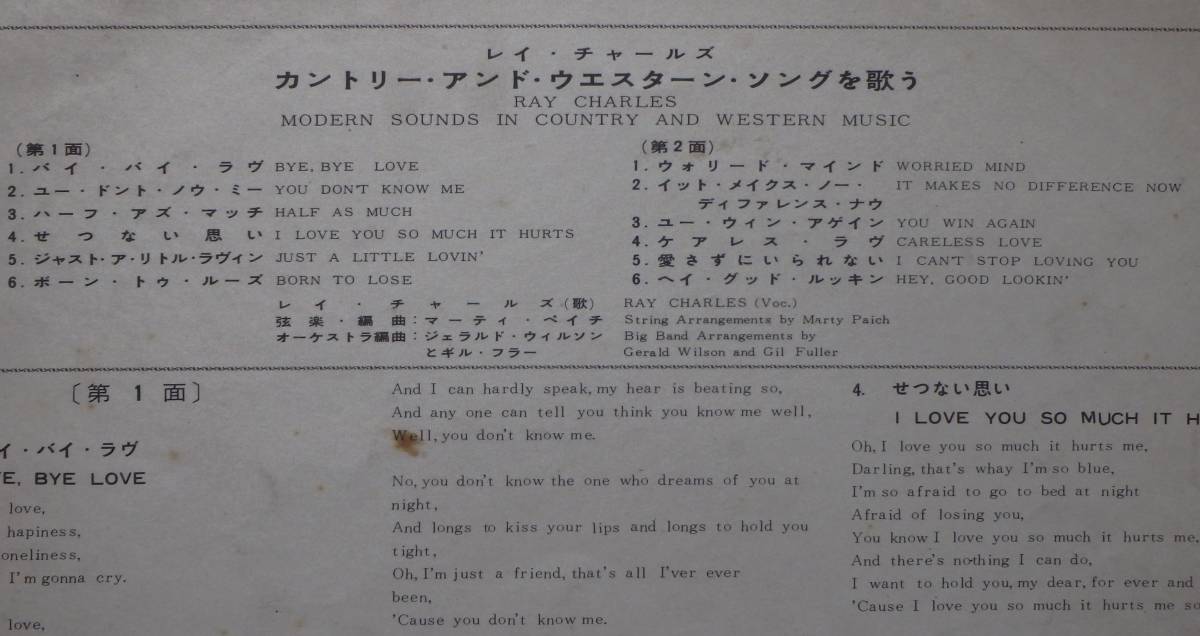 レイ・チャールズ
カントリー・アンド・ウエスターン・ソングを歌う
RAY CHARLES
MODERN SOUNDS IN COUNTRY AND WESTERN MUSIC
(第1面)
1. バイ・バイ・ラヴ BYE, BYE LOVE
2. ユー・ドント・ノウ・ミー YOU DON'T KNOW ME
3. ハーフ・アズ・マッチ HALF AS MUCH
4. せつない思い I LOVE YOU SO MUCH IT HURTS
5. ジャスト・ア・リトル・ラヴィン JUST A LITTLE LOVIN'
6. ボーン・トゥ・ルーズ BORN TO LOSE
(第2面)
1. ウォリード・マインド WORRIED MIND
2. イット・メイクス・ノー・ IT MAKES NO DIFFERENCE NOW
ディファレンス・ナウ
3. ユー・ウィン・アゲイン YOU WIN AGAIN
4. ケアレス・ラヴ CARELESS LOVE
5. 愛さずにいられない I CAN'T STOP LOVING YOU
6. ヘイ・グッド・ルッキン HEY, GOOD LOOKIN'
レイ・チャールズ(歌) RAY CHARLES (Voc.)
弦楽・編曲:マーティ・ペイチ String Arrangements by Marty Paich
オーケストラ編曲:ジェラルド・ウィルソン Big Band Arrangements by
とギル・フラー Gerald Wilson and Gil Fuller
〔第1面〕
イ・バイ・ラヴ
E, BYE LOVE
love,
hapiness,
oneliness,
I'm gonna cry.
love,
And I can hardly speak, my hear is beating so,
And any one can tell you think you know me well,
Well, you don't know me.
No, you don't know the one who dreams of you at
night,
And longs to kiss your lips and longs to hold you
tight,
Oh, I'm just a friend, that's all I'ver ever
been,
'Cause you don't know me.
4. せつない思い
I LOVE YOU SO MUCH IT H
Oh, I love you so much it hurts me,
Darling, that's whay I'm so blue,
I'm so afraid to go to bed at night
Afraid of losing you,
You know I love you so much it hurts me,
And there's nothing I can do,
I want to hold you, my dear, for ever and
'Cause I love you so much it hurts me so